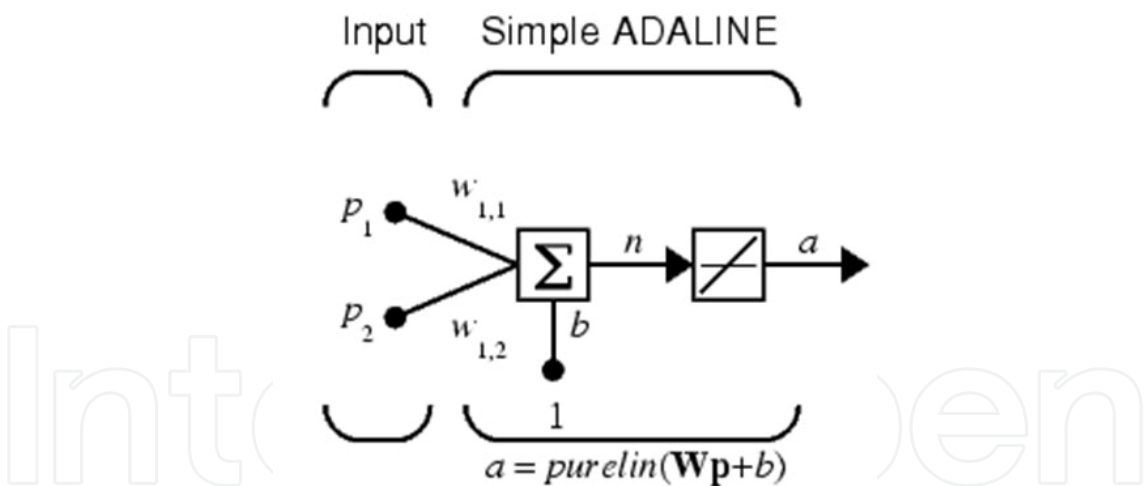 Input Simple ADALINE
p1 w1,1
Σ n a
p2 w1,2 b
1
a = purelin(Wp+b)